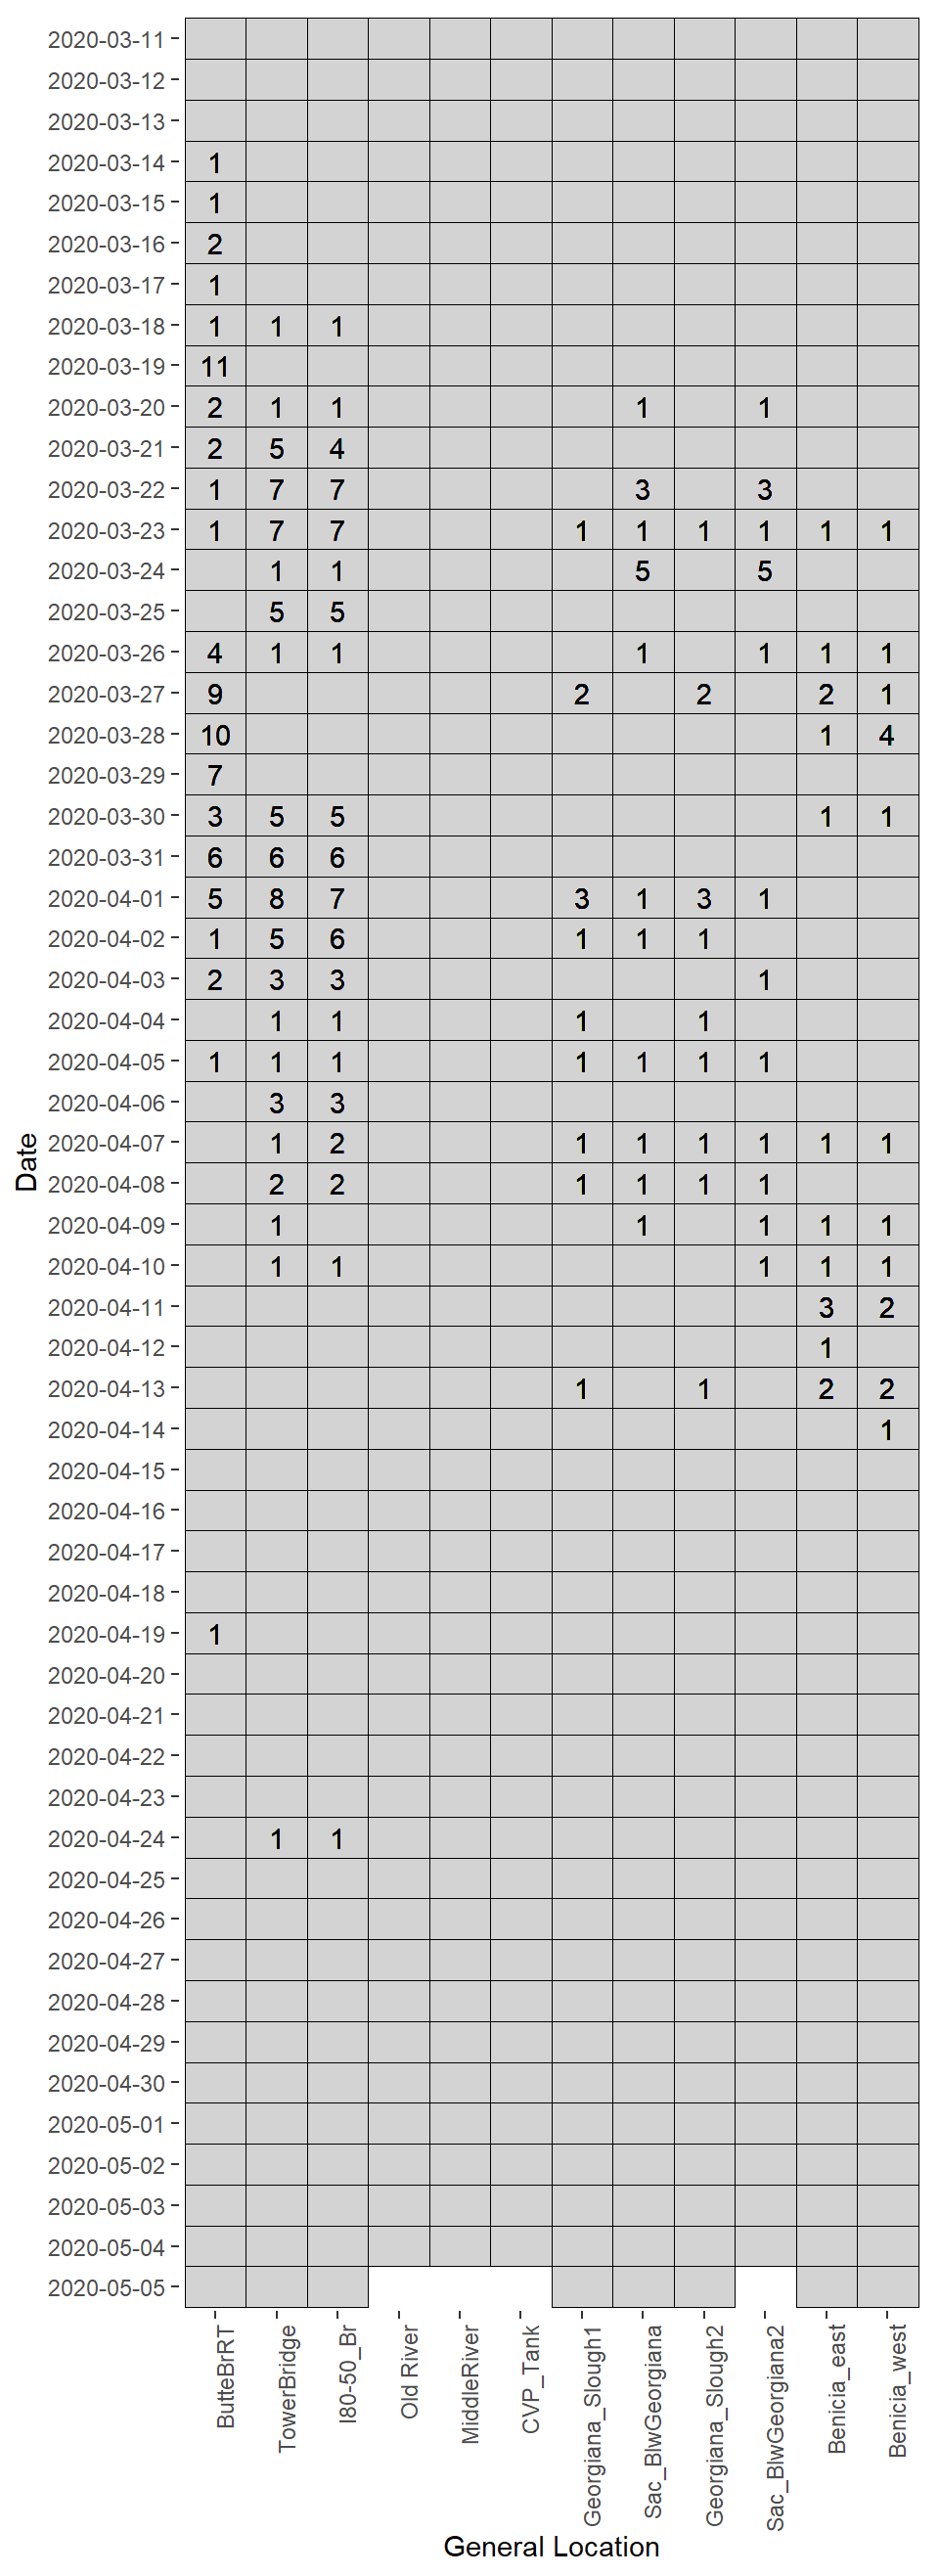 2020-03-11
2020-03-12
2020-03-13
2020-03-14 1
2020-03-15 1
2020-03-16 2
2020-03-17 1
2020-03-18 1 1 1
2020-03-19 11
2020-03-20 2 1 1 1 1
2020-03-21 2 5 4
2020-03-22 1 7 7 3 3
2020-03-23 1 7 7 1 1 1 1 1 1
2020-03-24 1 1 5 5
2020-03-25 5 5
2020-03-26 4 1 1 1 1 1 1
2020-03-27 9 2 2 2 1
2020-03-28 10 1 4
2020-03-29 7
2020-03-30 3 5 5 1 1
2020-03-31 6 6 6
2020-04-01 5 8 7 3 1 3 1
2020-04-02 1 5 6 1 1 1
2020-04-03 2 3 3 1
2020-04-04 1 1 1 1
2020-04-05 1 1 1 1 1 1 1
2020-04-06 3 3
2020-04-07 1 2 1 1 1 1 1 1
2020-04-08 2 2 1 1 1 1
2020-04-09 1 1 1 1 1
2020-04-10 1 1 1 1 1
2020-04-11 3 2
2020-04-12 1
2020-04-13 1 1 2 2
2020-04-14 1
2020-04-15
2020-04-16
2020-04-17
2020-04-18
2020-04-19 1
2020-04-20
2020-04-21
2020-04-22
2020-04-23
2020-04-24 1 1
2020-04-25
2020-04-26
2020-04-27
2020-04-28
2020-04-29
2020-04-30
2020-05-01
2020-05-02
2020-05-03
2020-05-04
2020-05-05
Date
ButteBrRT
TowerBridge
I80-50_Br
Old River
MiddleRiver
CVP_Tank
Georgiana_Slough1
Sac_BlwGeorgiana
Georgiana_Slough2
Sac_BlwGeorgiana2
Benicia_east
Benicia_west
General Location